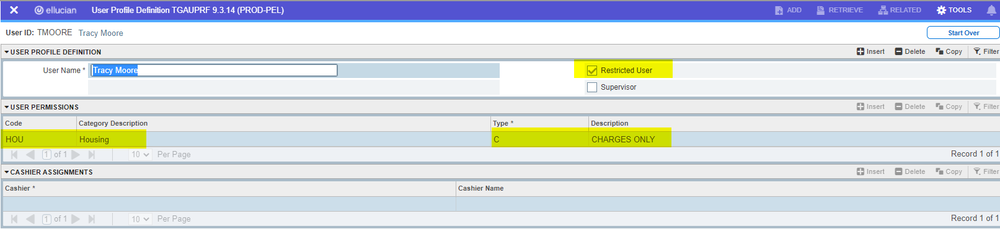 ellucian User Profile Definition TGAUPRF 9.3.14 (PROD-PEL) ADD RETRIEVE RELATED TOOLS
User ID: TMOORE Tracy Moore Start Over
USER PROFILE DEFINITION Insert Delete Copy Filter
User Name * Tracy Moore Restricted User
Supervisor
USER PERMISSIONS Insert Delete Copy Filter
Code Category Description Type * Description
HOU Housing C CHARGES ONLY
1 of 1 10 Per Page Record 1 of 1
CASHIER ASSIGNMENTS Insert Delete Copy Filter
Cashier * Cashier Name
1 of 1 10 Per Page Record 1 of 1